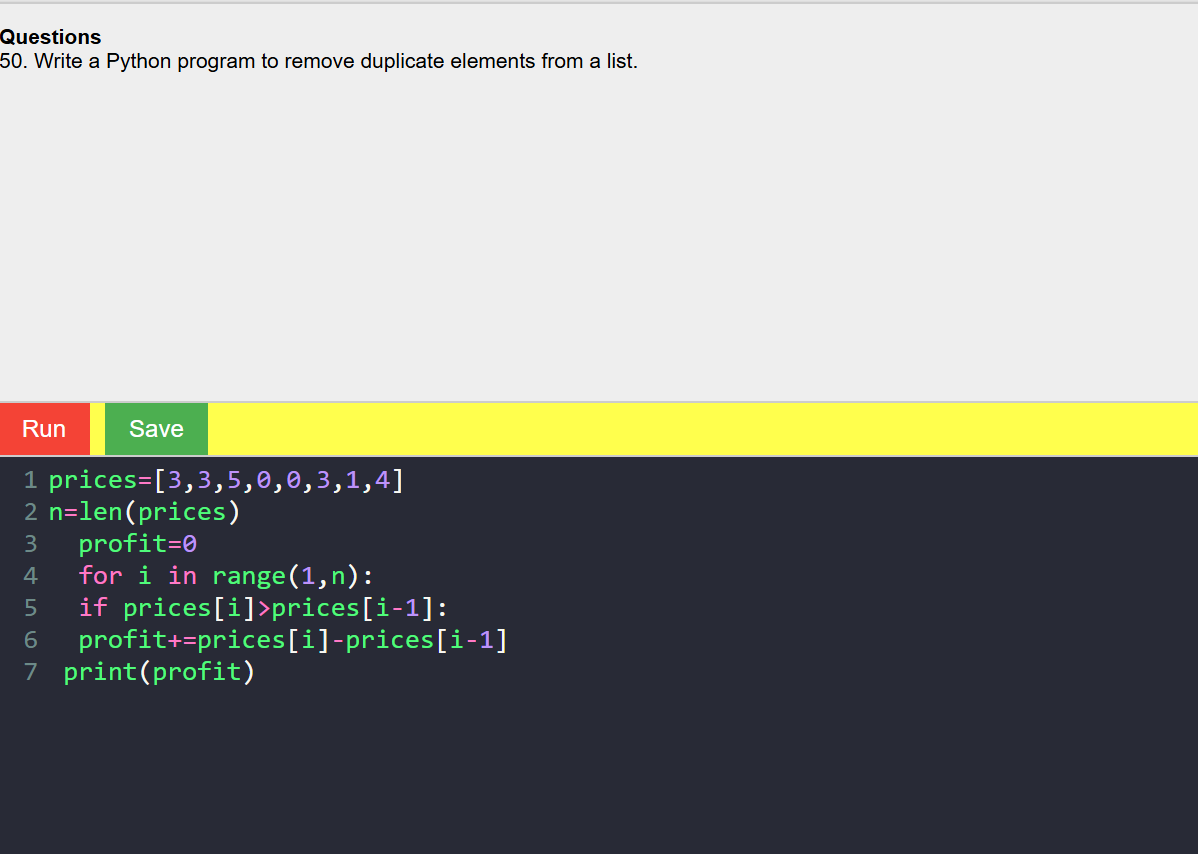 Questions
50. Write a Python program to remove duplicate elements from a list.
Run Save
1 prices=[3,3,5,0,0,3,1,4]
2 n=len(prices)
3   profit=0
4   for i in range(1,n):
5   if prices[i]>prices[i-1]:
6   profit+=prices[i]-prices[i-1]
7  print(profit)